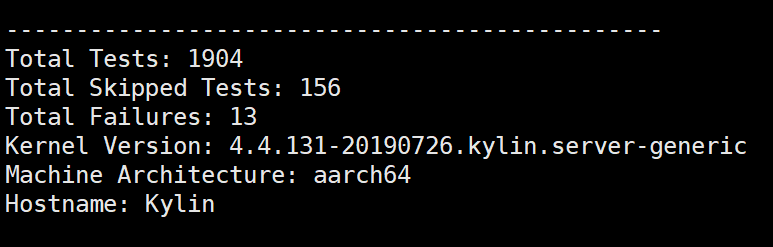 -----------------------------------------------
Total Tests: 1904
Total Skipped Tests: 156
Total Failures: 13
Kernel Version: 4.4.131-20190726.kylin.server-generic
Machine Architecture: aarch64
Hostname: Kylin